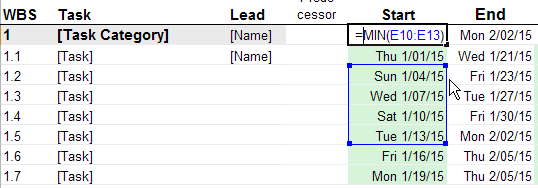 Predecessor
WBS Task Lead cessor Start End
1 [Task Category] [Name] =MIN(E10:E13) Mon 2/02/15
1.1 [Task] [Name] Thu 1/01/15 Wed 1/21/15
1.2 [Task] Sun 1/04/15 Fri 1/23/15
1.3 [Task] Wed 1/07/15 Tue 1/27/15
1.4 [Task] Sat 1/10/15 Fri 1/30/15
1.5 [Task] Tue 1/13/15 Mon 2/02/15
1.6 [Task] Fri 1/16/15 Thu 2/05/15
1.7 [Task] Mon 1/19/15 Thu 2/05/15